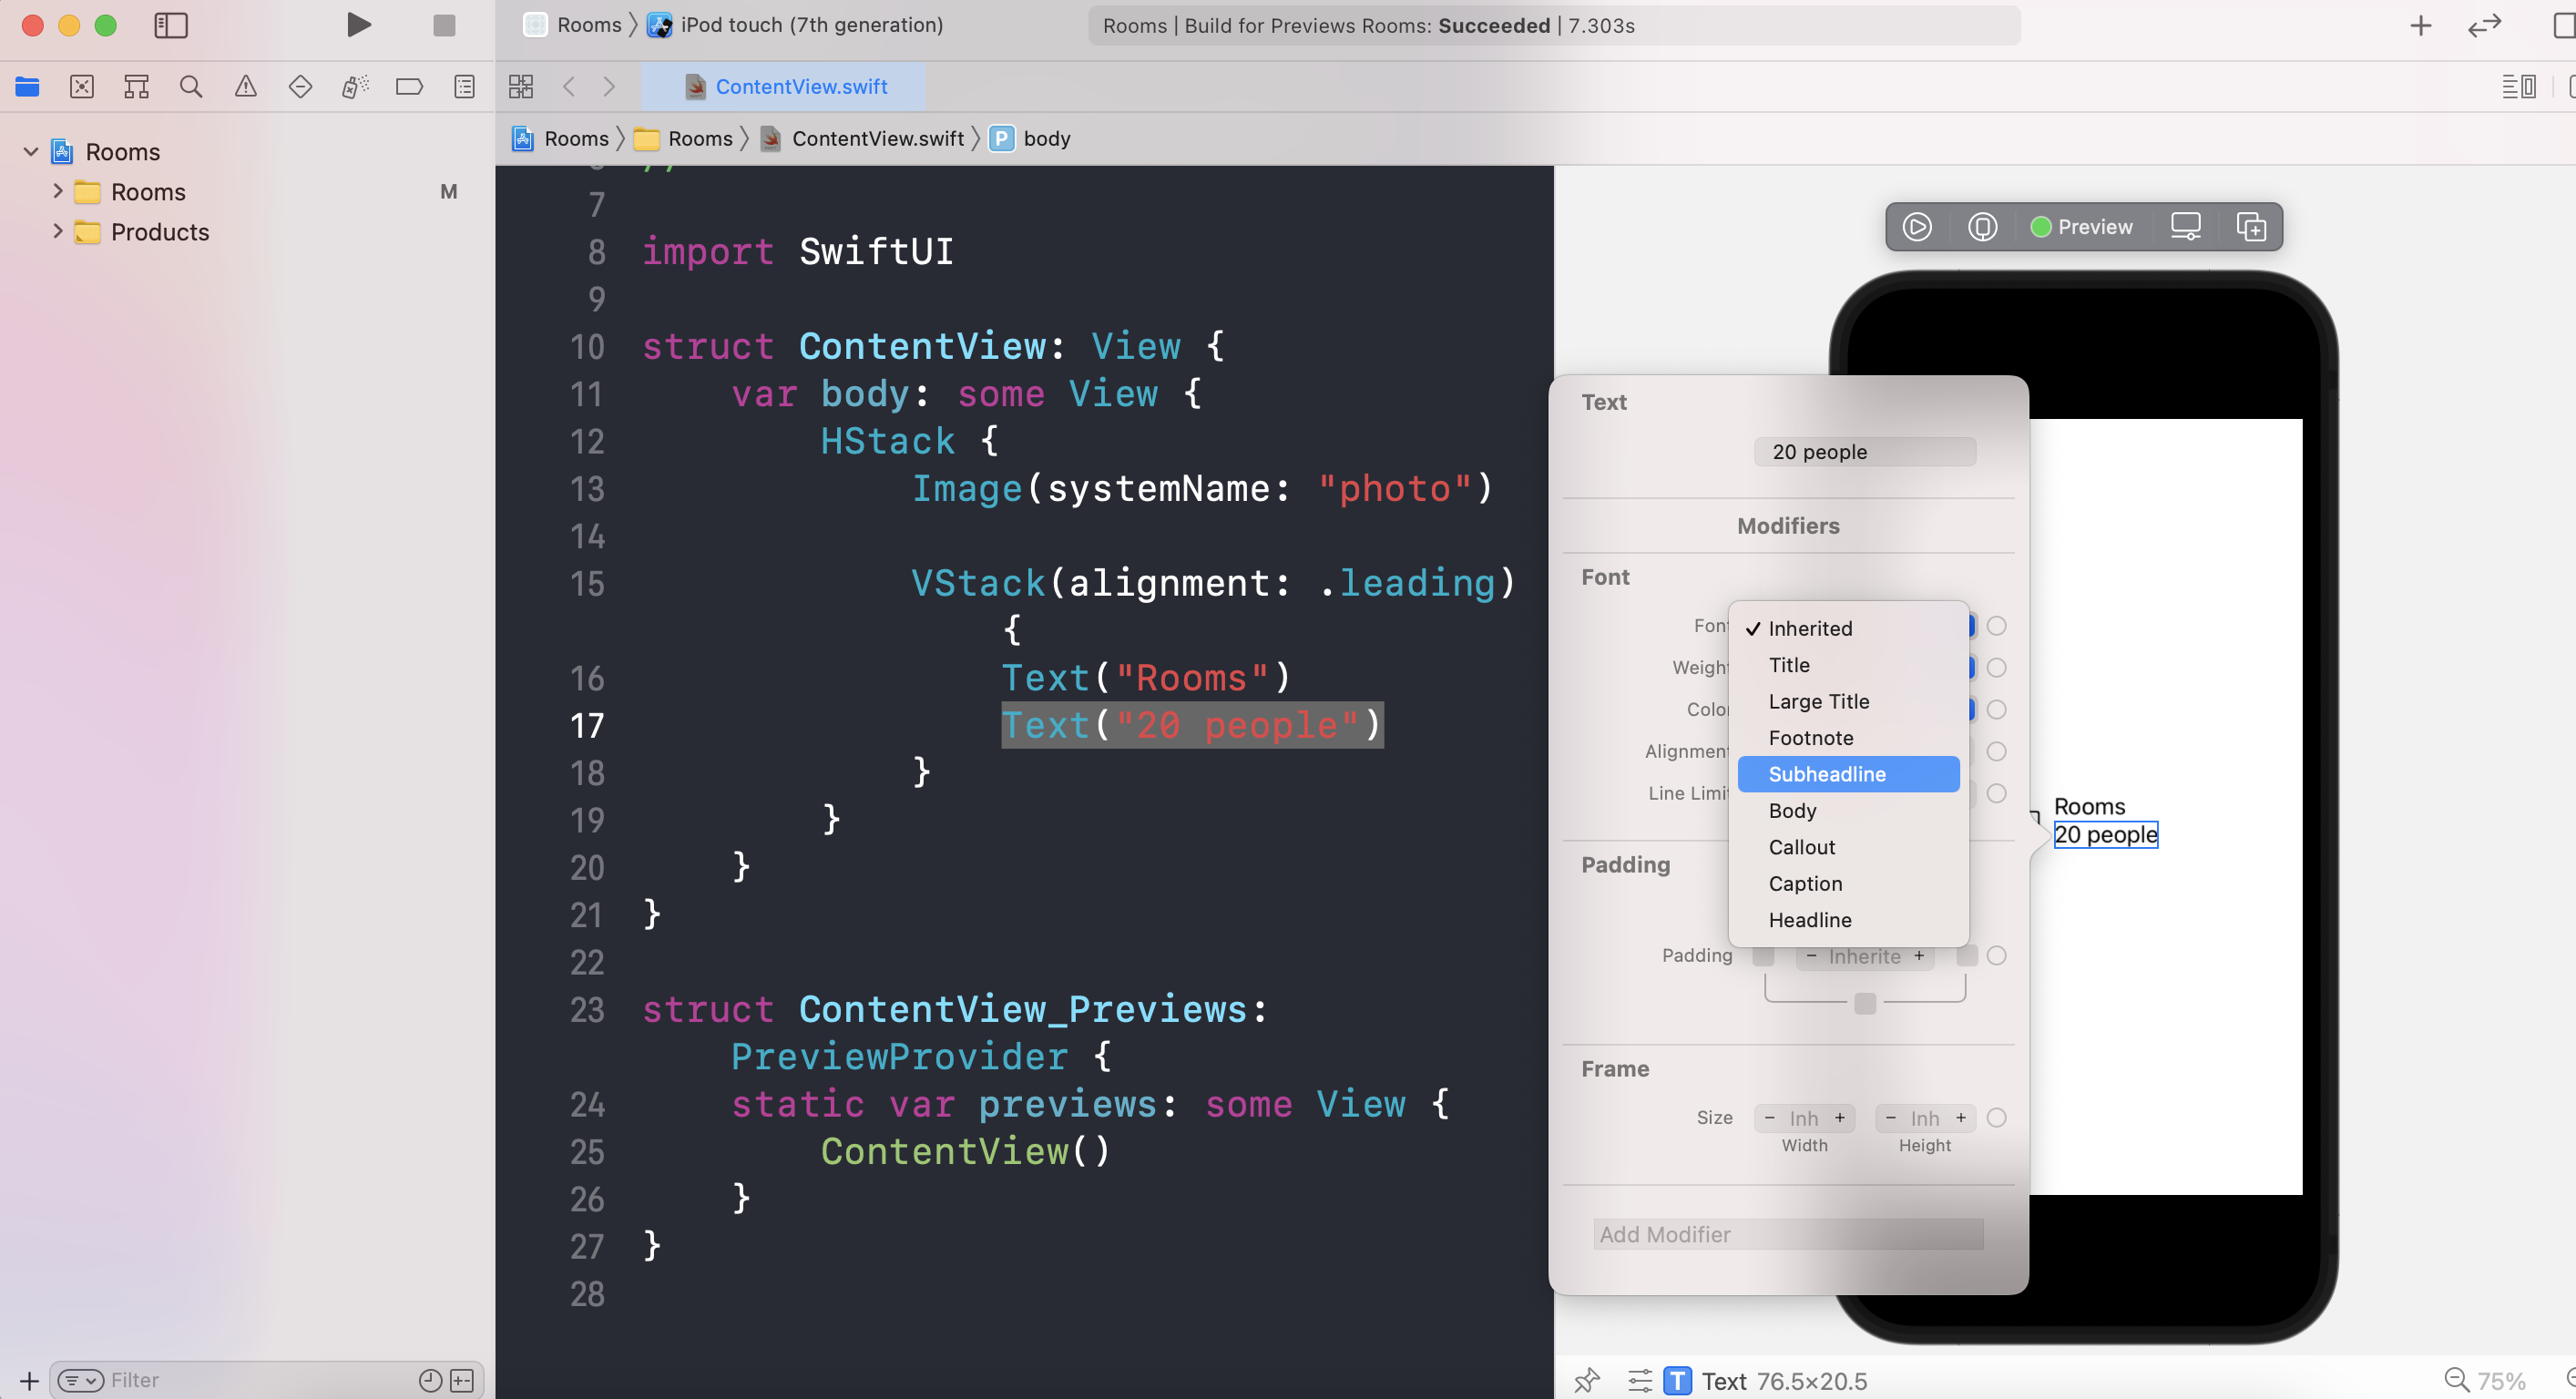 Rooms
iPod touch (7th generation)
Rooms | Build for Previews Rooms: Succeeded | 7.303s
ContentView.swift
Rooms
Rooms
ContentView.swift
P
body
Rooms
Rooms
M
Products
7
8 import SwiftUI
9
10 struct ContentView: View {
11 var body: some View {
12 HStack {
13 Image(systemName: "photo")
14
15 VStack(alignment: .leading)
{
16 Text("Rooms")
17 Text("20 people")
18 }
19 }
20 }
21 }
22
23 struct ContentView_Previews:
PreviewProvider {
24 static var previews: some View {
25 ContentView()
26 }
27 }
28
Preview
Text
20 people
Modifiers
Font
Font
Weight
Color
Alignment
Line Limit
✓ Inherited
Title
Large Title
Footnote
Subheadline
Body
Callout
Caption
Headline
Padding
Padding
- Inherite +
Frame
Size
- Inh +
- Inh +
Width
Height
Add Modifier
Rooms
20 people
Filter
T
Text 76.5×20.5
75%